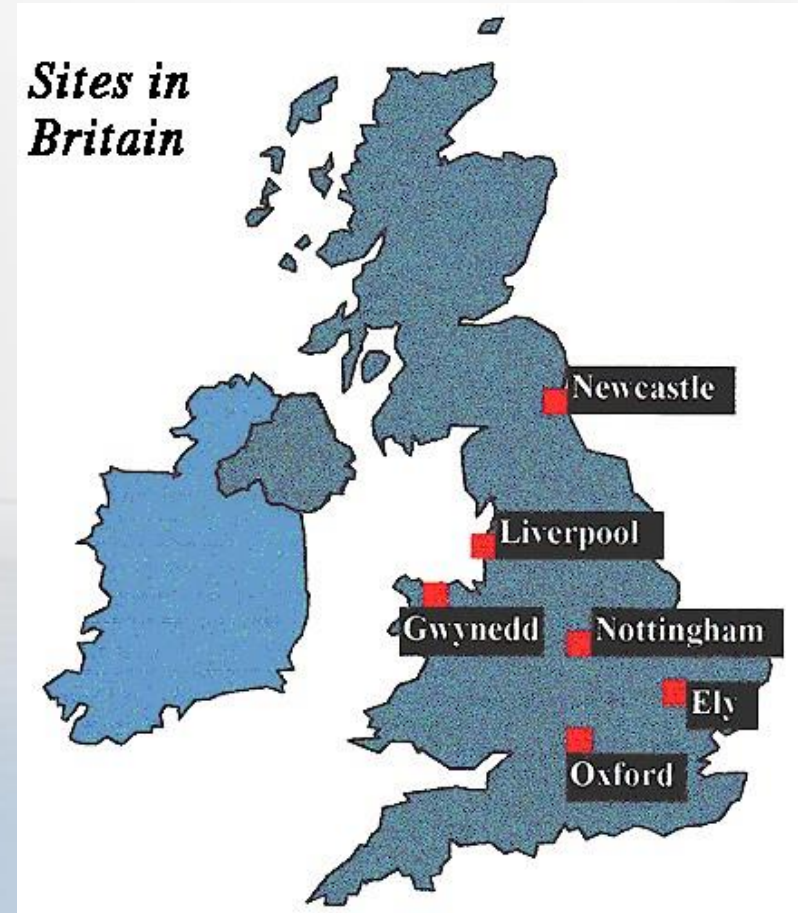 Sites in
Britain
Newcastle
Liverpool
Gwynedd
Nottingham
Ely
Oxford